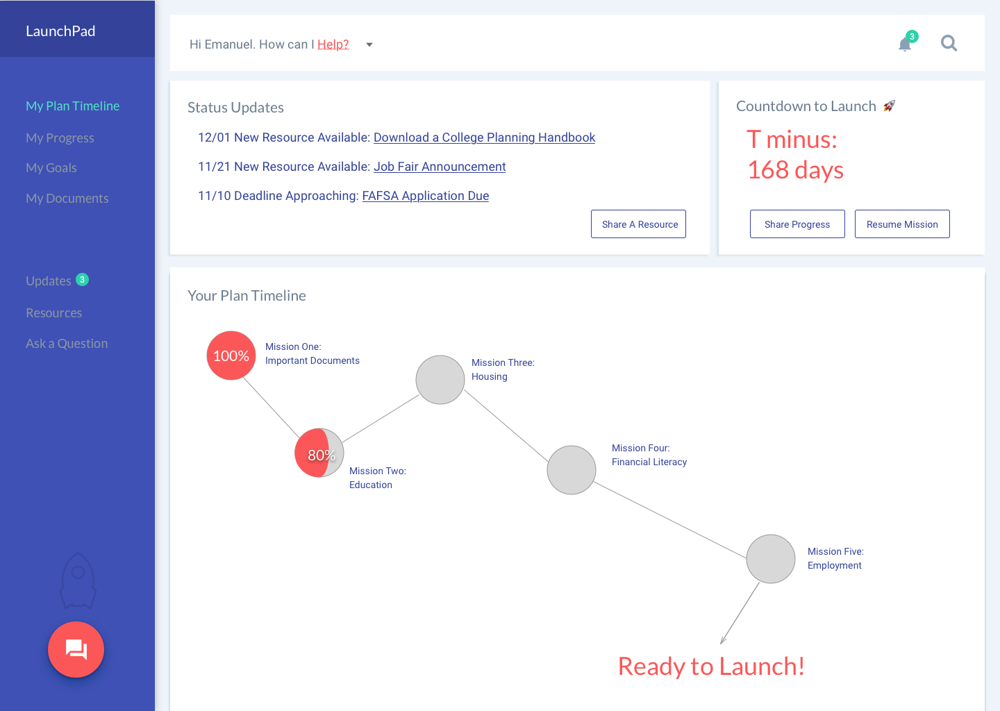 LaunchPad
My Plan Timeline
My Progress
My Goals
My Documents
Updates 3
Resources
Ask a Question
Hi Emanuel. How can I Help?
3
Status Updates
12/01 New Resource Available: Download a College Planning Handbook
11/21 New Resource Available: Job Fair Announcement
11/10 Deadline Approaching: FAFSA Application Due
Share A Resource
Countdown to Launch
T minus:
168 days
Share Progress
Resume Mission
Your Plan Timeline
100%
Mission One:
Important Documents
80%
Mission Two:
Education
Mission Three:
Housing
Mission Four:
Financial Literacy
Mission Five:
Employment
Ready to Launch!